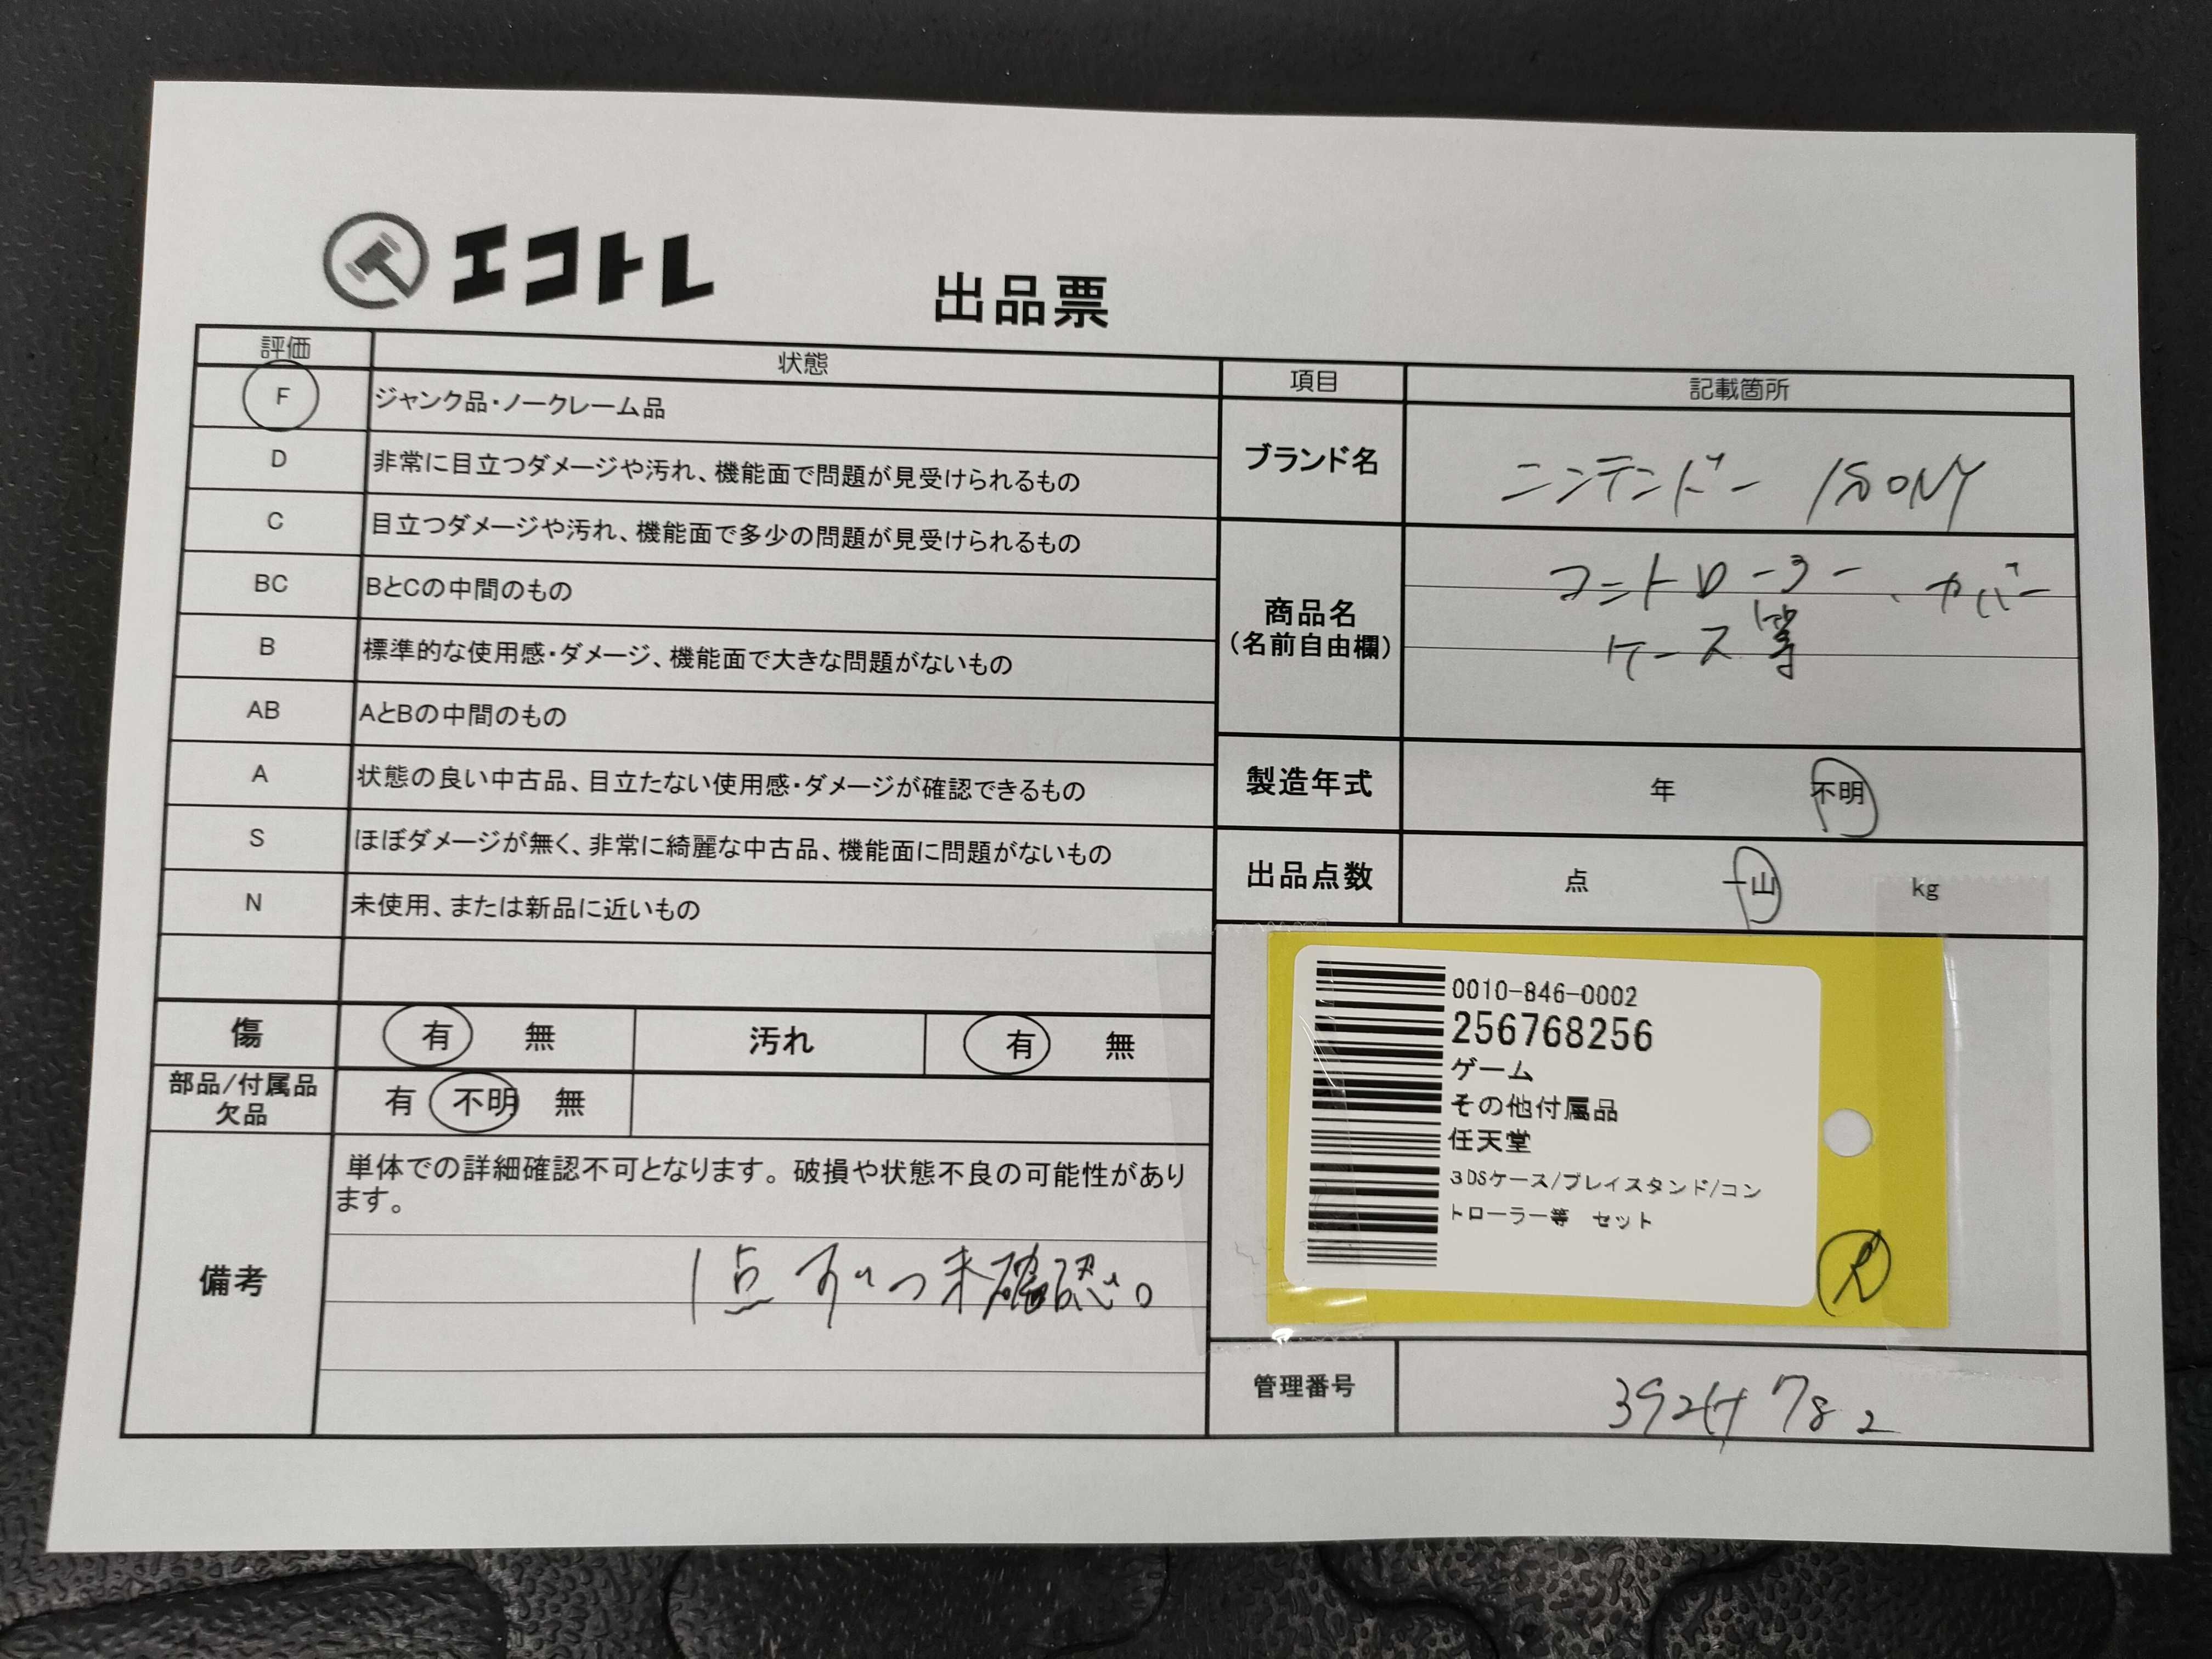 エコトレ
出品票
評価 状態
F ジャンク品・ノークレーム品
D 非常に目立つダメージや汚れ、機能面で問題が見受けられるもの
C 目立つダメージや汚れ、機能面で多少の問題が見受けられるもの
BC BとCの中間のもの
B 標準的な使用感・ダメージ、機能面で大きな問題がないもの
AB AとBの中間のもの
A 状態の良い中古品、目立たない使用感・ダメージが確認できるもの
S ほぼダメージが無く、非常に綺麗な中古品、機能面に問題がないもの
N 未使用、または新品に近いもの
傷 有 無 汚れ 有 無
部品/付属品
欠品
有 不明 無
備考
単体での詳細確認不可となります。破損や状態不良の可能性があり
ます。
1点ずつ未確認。
項目 記載箇所
ブランド名 ニンテンドー /SONY
商品名
(名前自由欄)
コントローラー、カバー
ケース等
製造年式 年 不明
出品点数 点 一山 kg
0010-846-0002
256768256
ゲーム
その他付属品
任天堂
3DSケース/プレイスタンド/コン
トローラー等 セット
管理番号